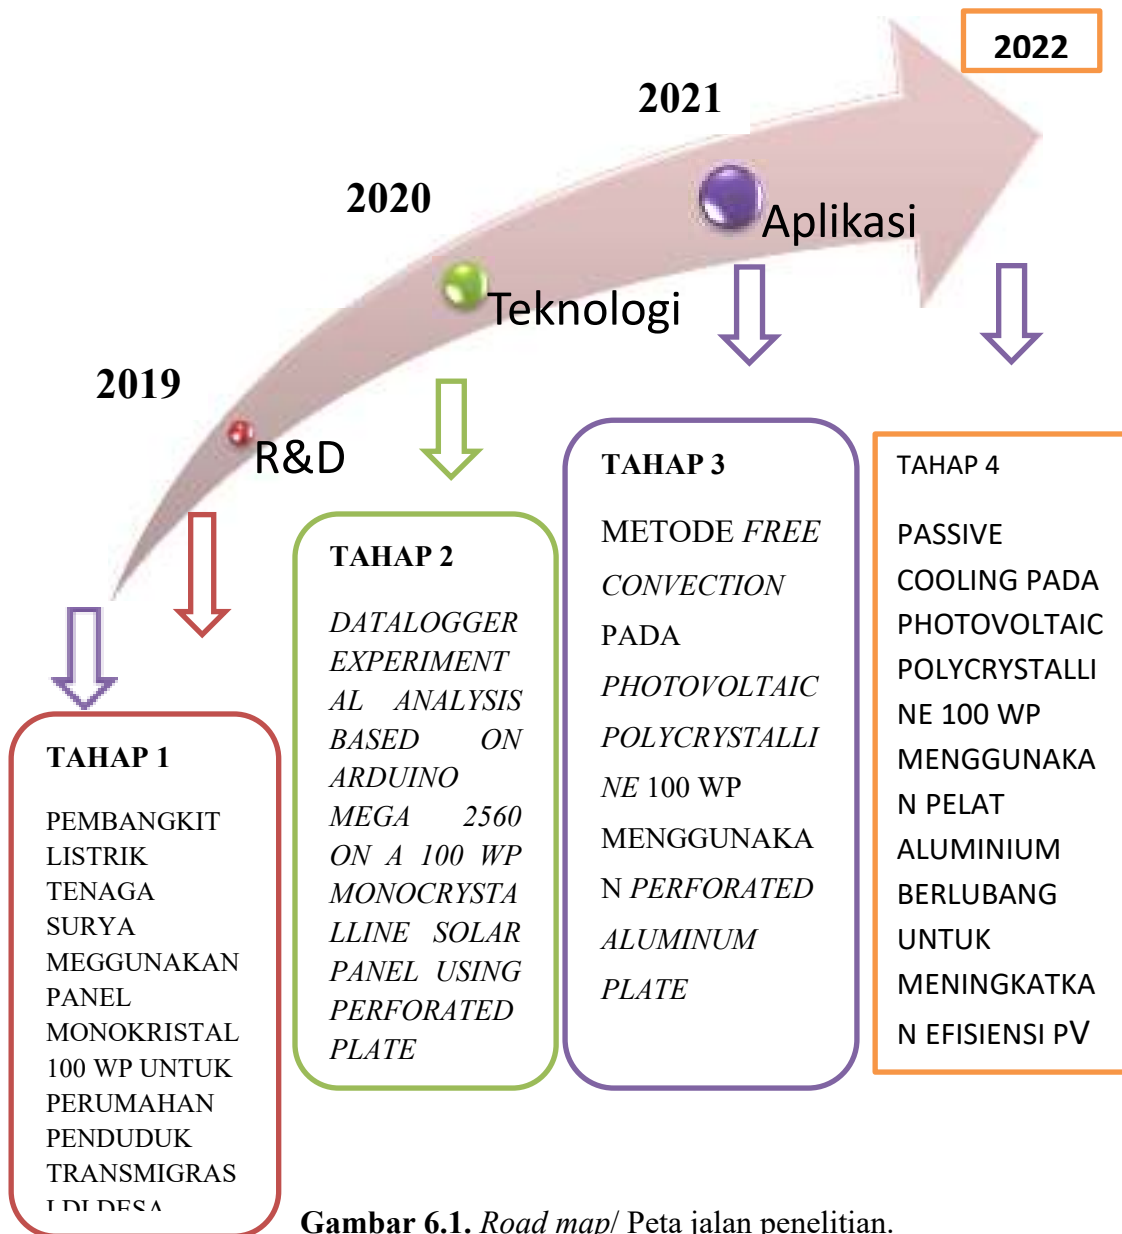 2022
2021
2020
2019
Aplikasi
Teknologi
R&D
TAHAP 1
PEMBANGKIT
LISTRIK
TENAGA
SURYA
MEGGUNAKAN
PANEL
MONOKRISTAL
100 WP UNTUK
PERUMAHAN
PENDUDUK
TRANSMIGRAS
I DI DESA
TAHAP 2
DATALOGGER
EXPERIMENT
AL ANALYSIS
BASED ON
ARDUINO
MEGA 2560
ON A 100 WP
MONOCRYSTA
LLINE SOLAR
PANEL USING
PERFORATED
PLATE
TAHAP 3
METODE FREE
CONVECTION
PADA
PHOTOVOLTAIC
POLYCRYSTALLI
NE 100 WP
MENGGUNAKA
N PERFORATED
ALUMINUM
PLATE
TAHAP 4
PASSIVE
COOLING PADA
PHOTOVOLTAIC
POLYCRYSTALLI
NE 100 WP
MENGGUNAKA
N PELAT
ALUMINIUM
BERLUBANG
UNTUK
MENINGKATKA
N EFISIENSI PV
Gambar 6.1. Road map/ Peta jalan penelitian.